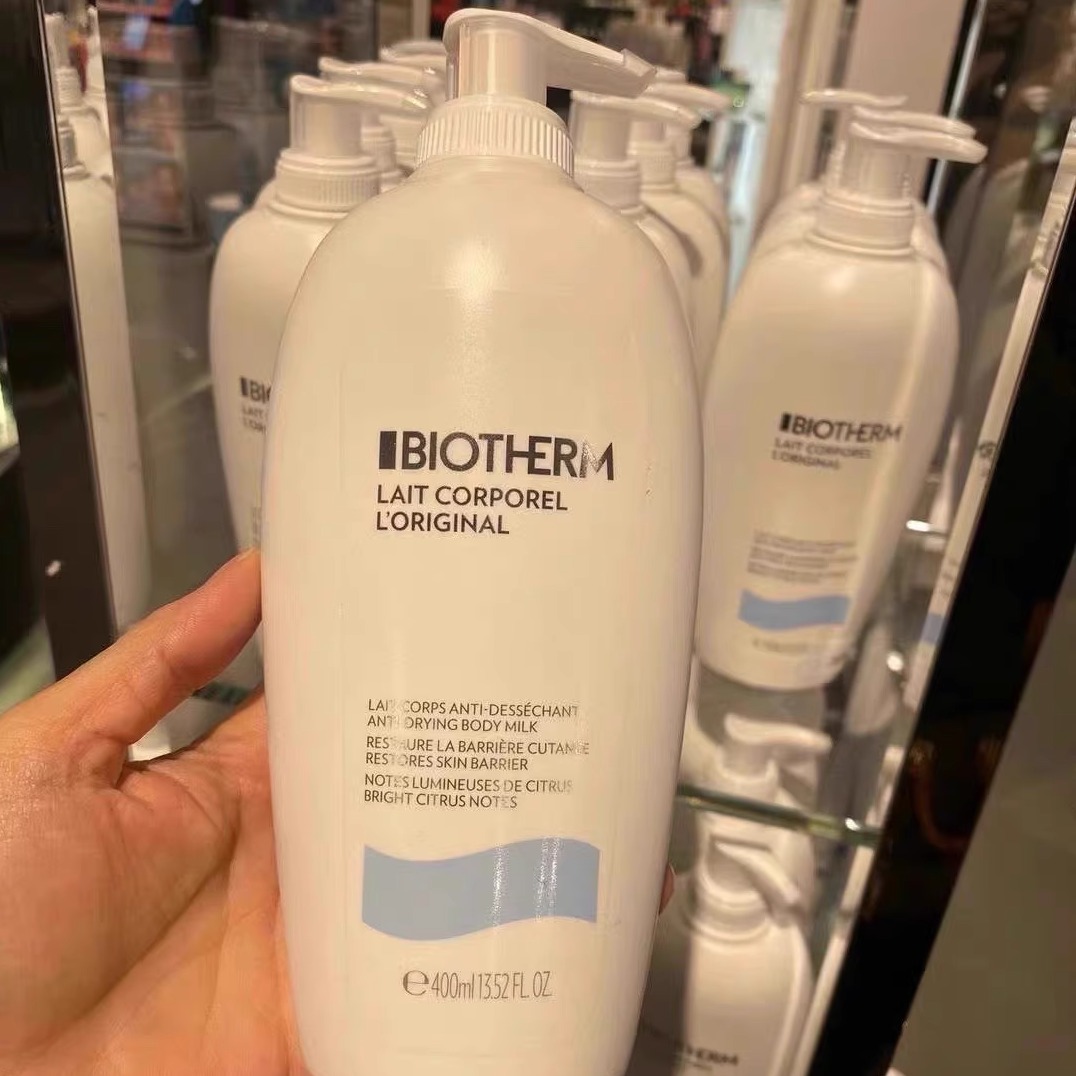 BIOTHERM
LAIT CORPOREL
L'ORIGINAL
LAIT CORPS ANTI-DESSÉCHANT
ANTI-DRYING BODY MILK
RESTAURE LA BARRIÈRE CUTANÉE
RESTORES SKIN BARRIER
NOTES LUMINEUSES DE CITRUS
BRIGHT CITRUS NOTES
e 400ml 13.52 FL. OZ.
BIOTHERM
LAIT CORPOREL
L'ORIGINAL